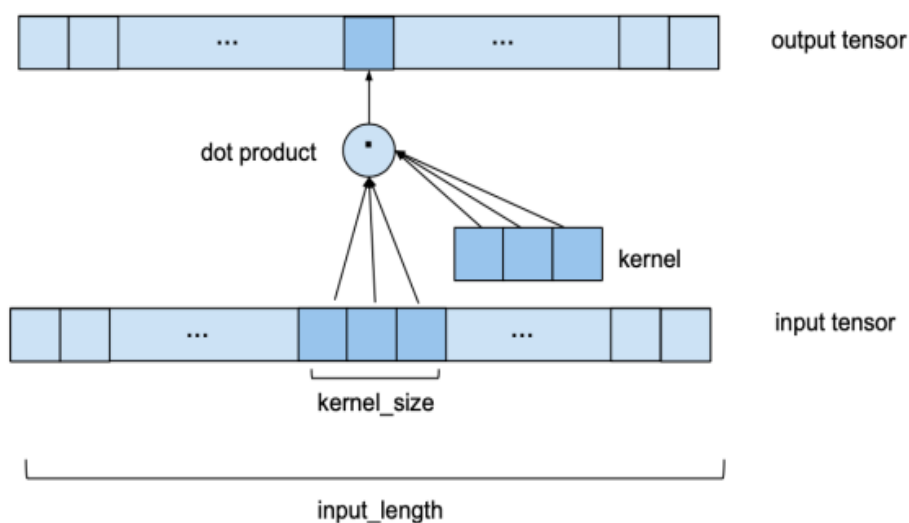 ... ... output tensor
dot product
kernel
... ... input tensor
kernel_size
input_length